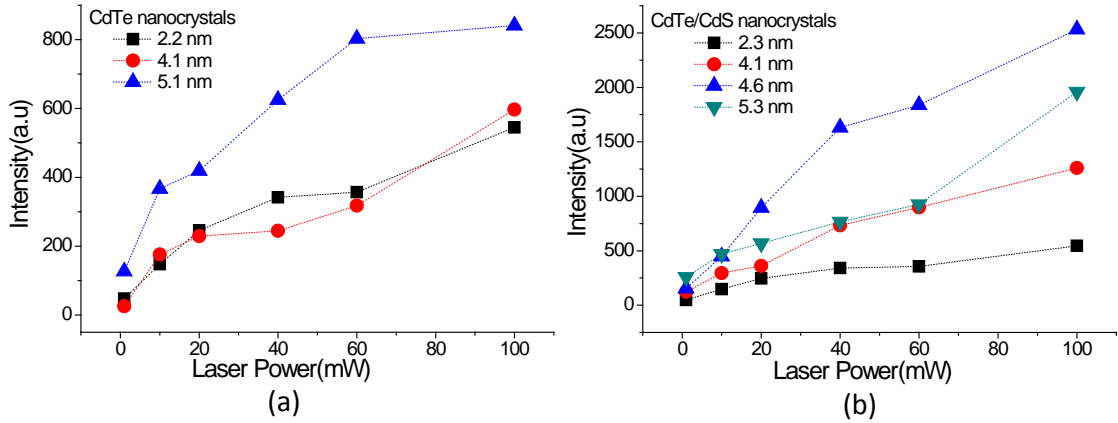 CdTe nanocrystals
2.2 nm
4.1 nm
5.1 nm
800
600
400
200
0
Intensity(a.u)
0 20 40 60 80 100
Laser Power(mW)
(a)
CdTe/CdS nanocrystals
2.3 nm
4.1 nm
4.6 nm
5.3 nm
2500
2000
1500
1000
500
0
Intensity(a.u)
0 20 40 60 80 100
Laser Power(mW)
(b)